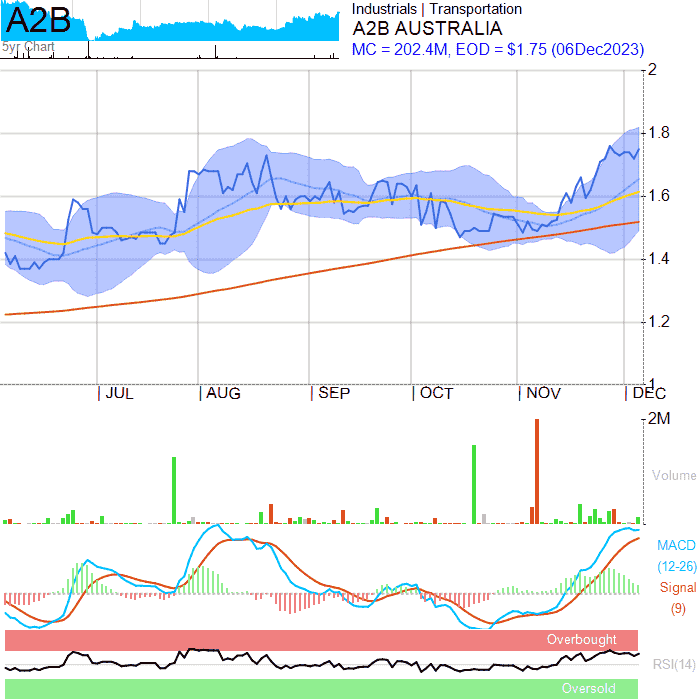 A2B
5yr Chart
Industrials | Transportation
A2B AUSTRALIA
MC = 202.4M, EOD = $1.75 (06Dec2023)
2
1.8
1.6
1.4
1.2
1
JUL AUG SEP OCT NOV DEC
2M
Volume
MACD
(12-26)
Signal
(9)
Overbought
RSI(14)
Oversold